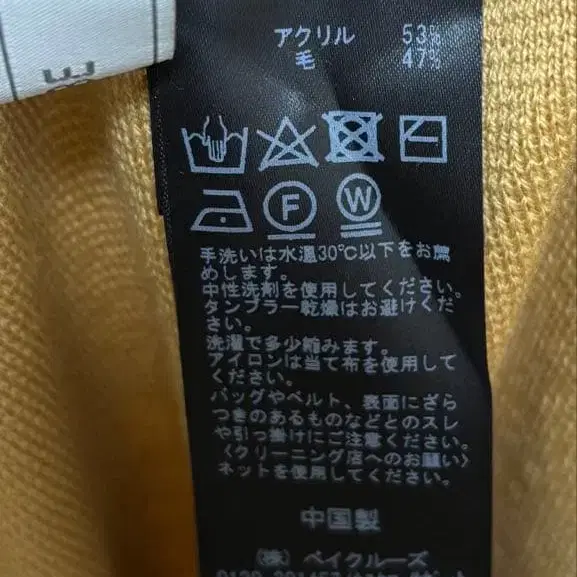 アクリル 53%
毛 47%
F W
手洗いは水温30℃以下をお薦
めします。
中性洗剤を使用してください。
タンブラー乾燥はお避けくだ
さい。
洗濯で多少縮みます。
アイロンは当て布を使用して
ください。
バッグやベルト、表面にざら
つきのあるものなどとのスレ
や引っ掛けにご注意ください。
〈クリーニング店へのお願い〉
ネットを使用してください。
中国製
(株) ベイクルーズ